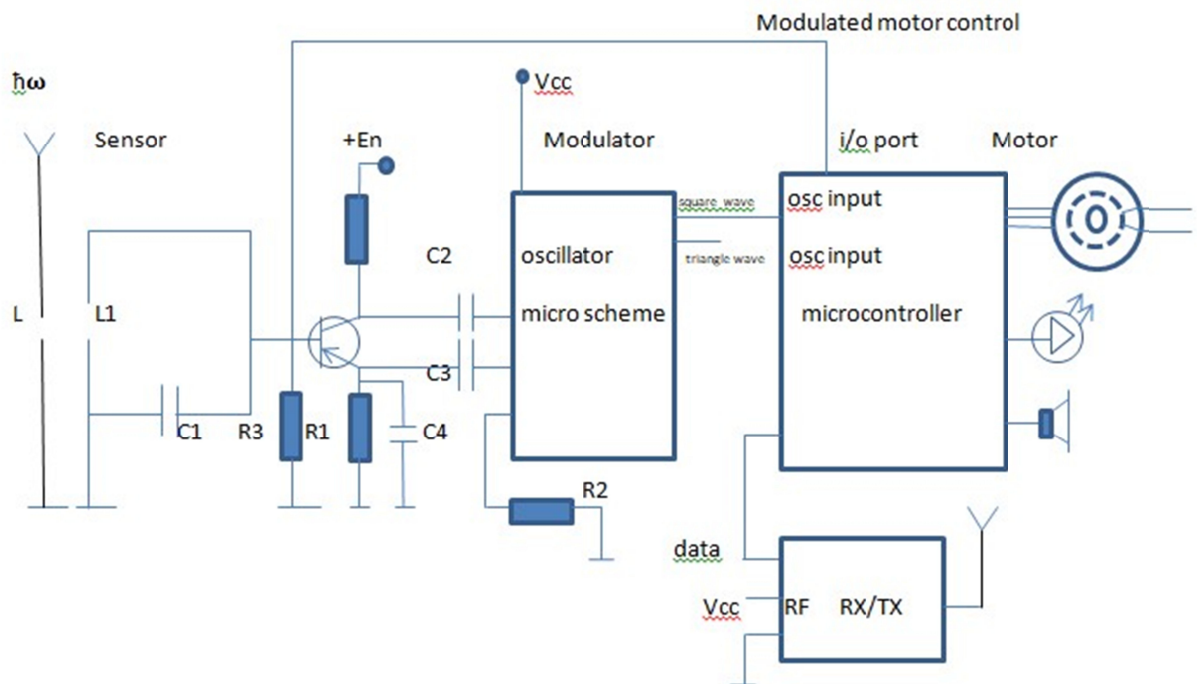 Modulated motor control
ħω
Vcc
Sensor
+En
Modulator
i/o port
Motor
square wave
osc input
C2
oscillator
triangle wave
osc input
L
L1
micro scheme
microcontroller
C3
C1
R3
R1
C4
R2
data
Vcc
RF RX/TX